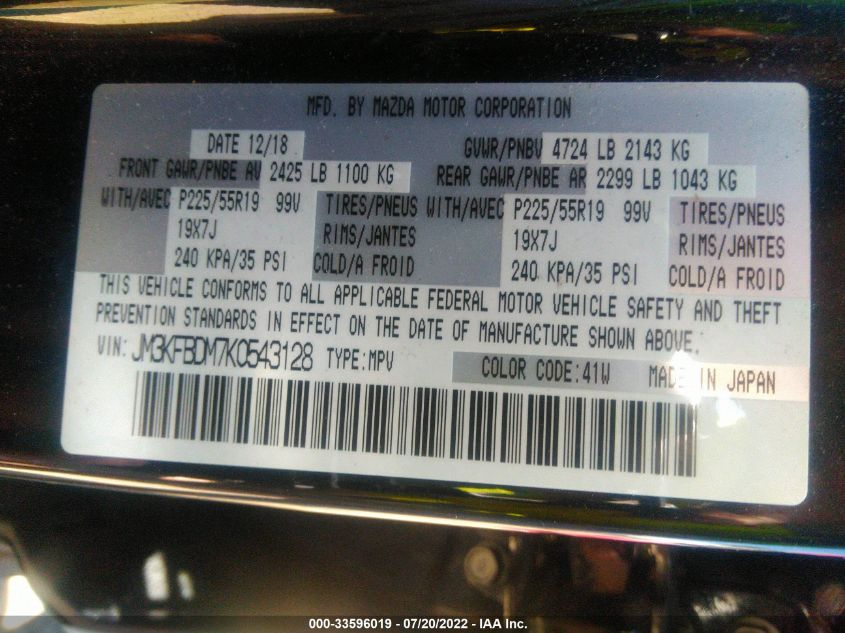 MFD. BY MAZDA MOTOR CORPORATION
DATE 12/18 GVWR/PNBV 4724 LB 2143 KG
FRONT GAWR/PNBE AV 2425 LB 1100 KG REAR GAWR/PNBE AR 2299 LB 1043 KG
WITH/AVEC P225/55R19 99V TIRES/PNEUS WITH/AVEC P225/55R19 99V TIRES/PNEUS
19X7J RIMS/JANTES 19X7J RIMS/JANTES
240 KPA/35 PSI COLD/A FROID 240 KPA/35 PSI COLD/A FROID
THIS VEHICLE CONFORMS TO ALL APPLICABLE FEDERAL MOTOR VEHICLE SAFETY AND THEFT
PREVENTION STANDARDS IN EFFECT ON THE DATE OF MANUFACTURE SHOWN ABOVE.
VIN: JM3KFBDM7K0543128 TYPE:MPV COLOR CODE:41W MADE IN JAPAN
000-33596019 - 07/20/2022 - IAA Inc.